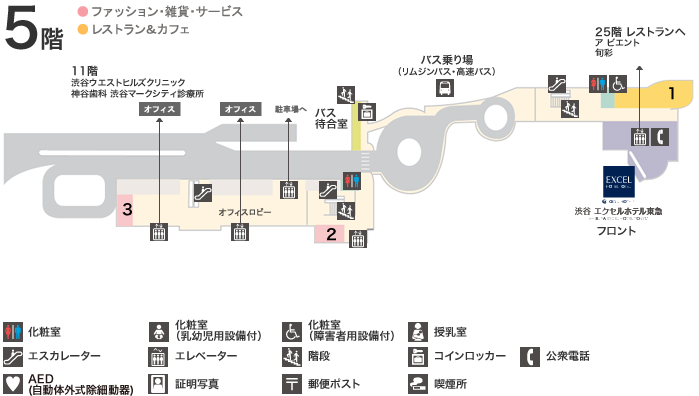 5階
ファッション・雑貨・サービス
レストラン&カフェ
25階 レストランへ
ア ビエント
旬彩
11階
渋谷ウエストヒルズクリニック
神谷歯科 渋谷マークシティ診療所
バス乗り場
(リムジンバス・高速バス)
オフィス
オフィス
駐車場へ
バス
待合室
1
EXCEL
渋谷 エクセルホテル東急
フロント
3
オフィスロビー
2
化粧室
化粧室
(乳幼児用設備付)
化粧室
(障害者用設備付)
授乳室
エスカレーター
エレベーター
階段
コインロッカー
公衆電話
AED
(自動体外式除細動器)
証明写真
郵便ポスト
喫煙所